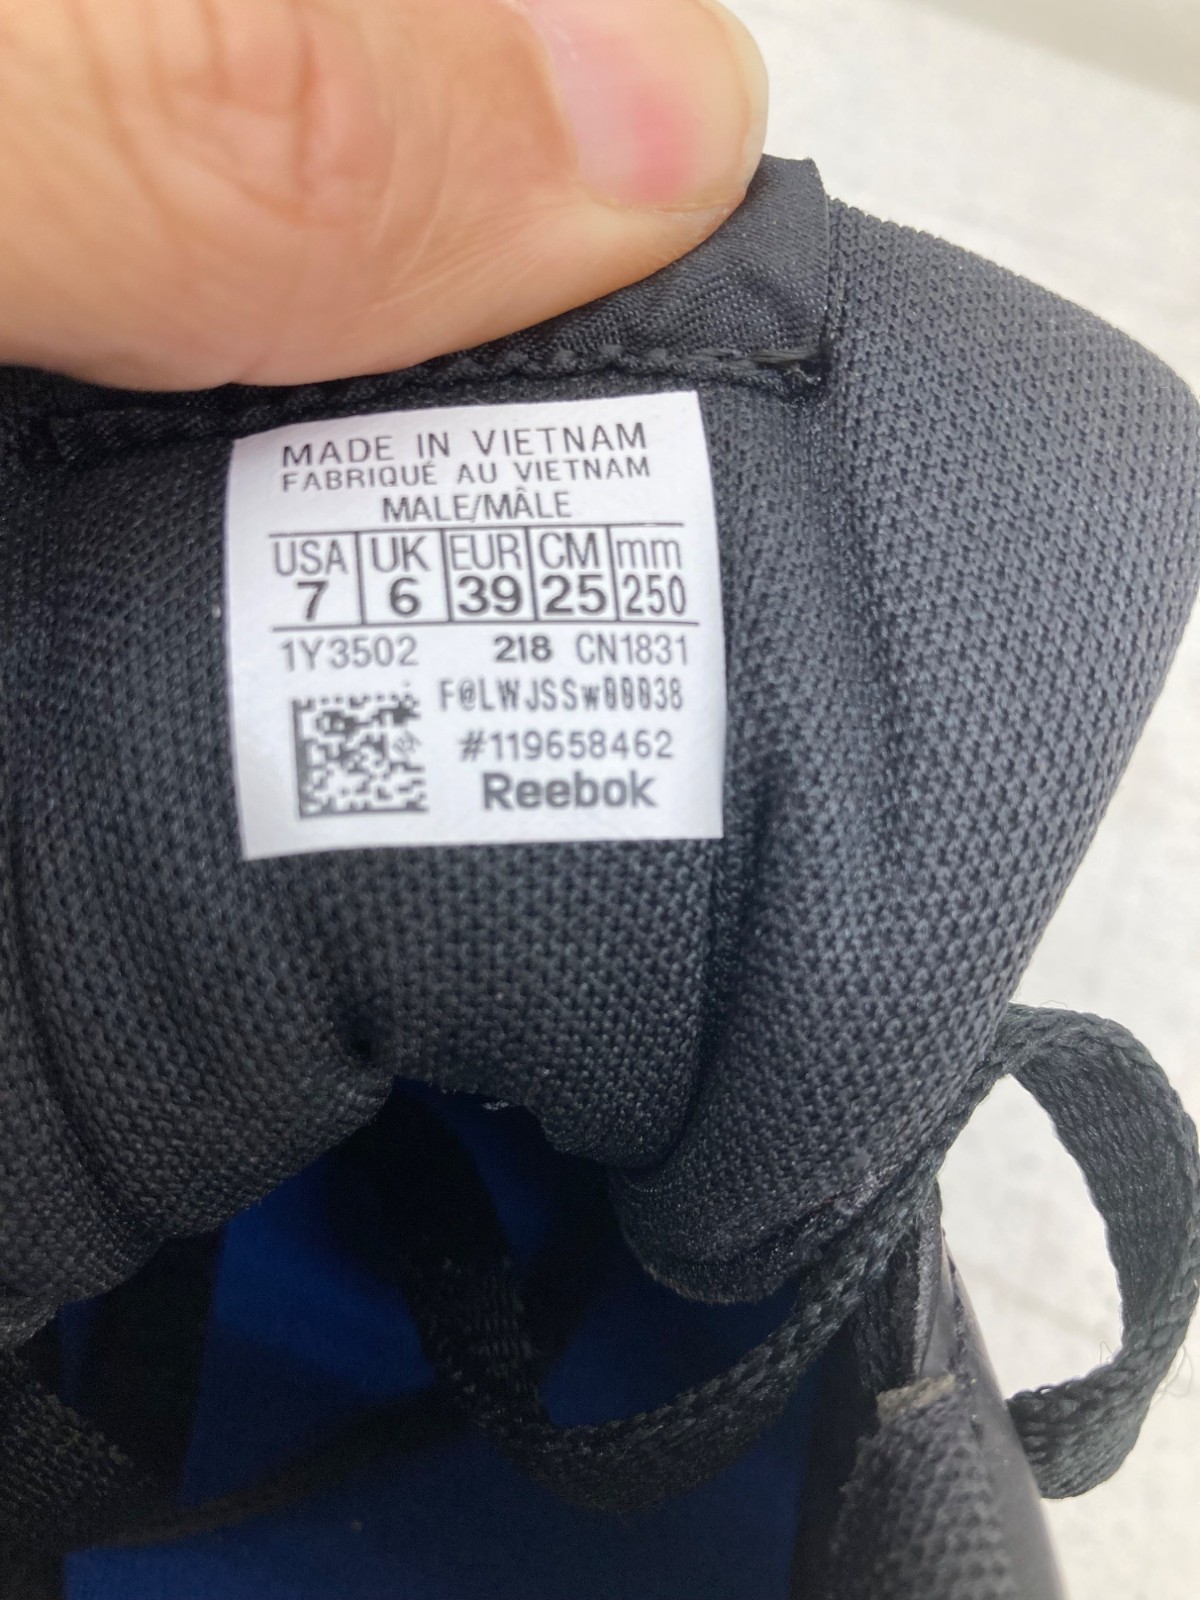 MADE IN VIETNAM
FABRIQUÉ AU VIETNAM
MALE/MÂLE
USA UK EUR CM mm
7 6 39 25 250
1Y3502 218 CN1831
F@LWJSSw00038
#119658462
Reebok